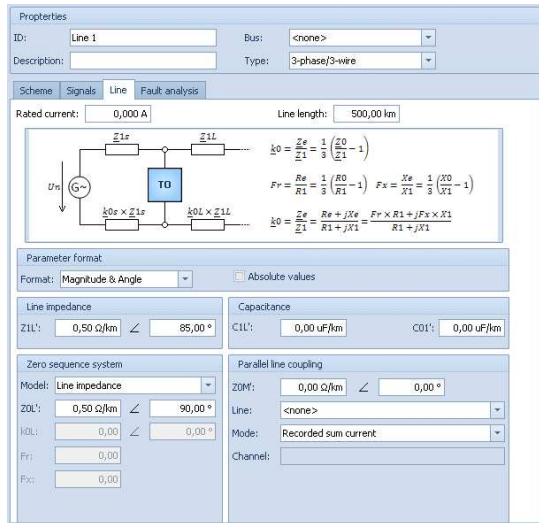 Propterties
ID: Line 1 Bus: <none>
Description: Type: 3-phase/3-wire
Scheme Signals Line Fault analysis
Rated current: 0,000 A Line length: 500,00 km
Z1s Z1L k0 = Ze/Z1 = 1/3 (Z0/Z1 - 1)
Un G~ TO Fr = Re/R1 = 1/3 (R0/R1 - 1) Fx = Xe/X1 = 1/3 (X0/X1 - 1)
k0s × Z1s k0L × Z1L k0 = Ze/Z1 = Re + jXe/R1 + jX1 = Fr × R1 + jFx × X1/R1 + jX1
Parameter format
Format: Magnitude & Angle Absolute values
Line impedance
Z1L': 0,50 Ω/km ∠ 85,00 °
Capacitance
C1L': 0,00 uF/km C01': 0,00 uF/km
Zero sequence system
Model: Line impedance
Z0L': 0,50 Ω/km ∠ 90,00 °
k0L: 0,00 ∠ 0,00 °
Fr: 0,00
Fx: 0,00
Parallel line coupling
Z0M': 0,00 Ω/km ∠ 0,00 °
Line: <none>
Mode: Recorded sum current
Channel: